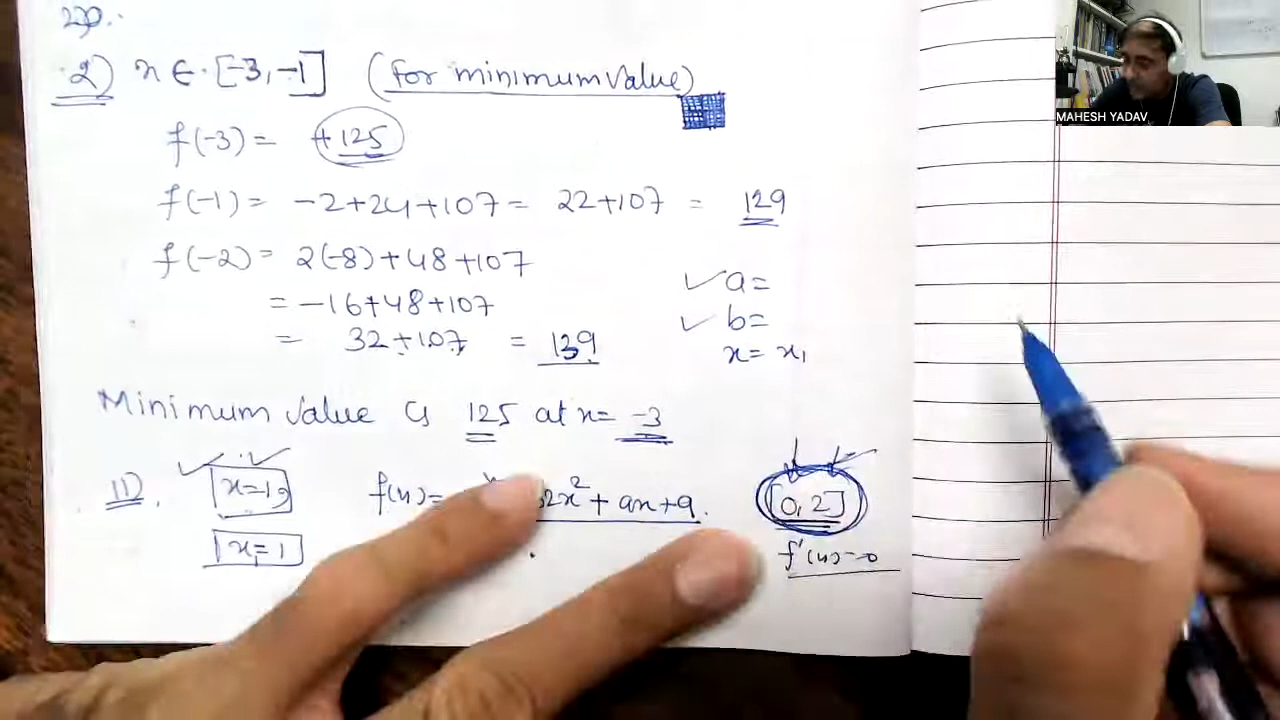 2) x ∈ [-3, -1] (for minimum value)
f(-3) = +125
f(-1) = -2+24+107 = 22+107 = 129
f(-2) = 2(-8)+48+107
= -16+48+107
= 32+107 = 139
a=
b=
x= x₁
Minimum value is 125 at x= -3
11). x=1, f(x)= 62x²+ax+9. [0,2]
x=1 f'(x)=0
MAHESH YADAV